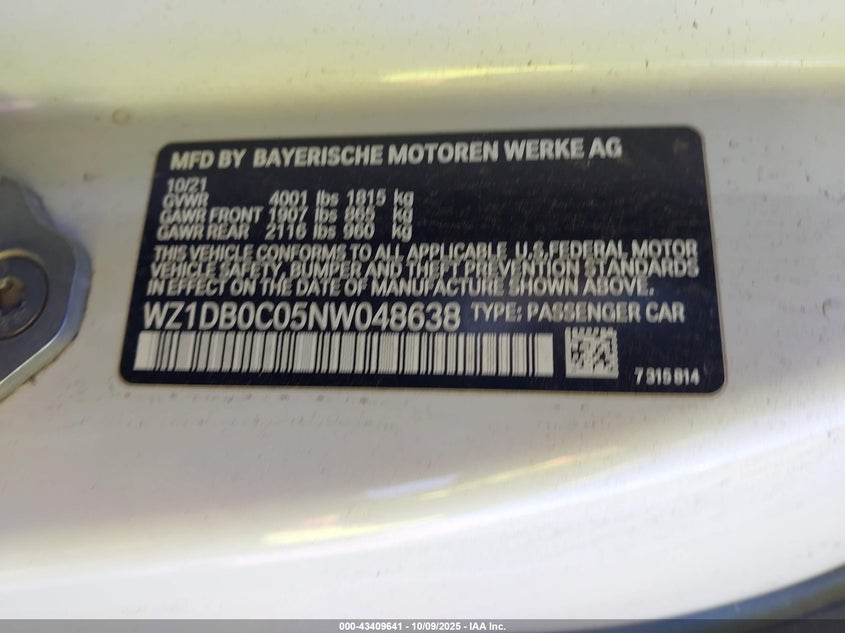 MFD BY BAYERISCHE MOTOREN WERKE AG
10/21
GVWR 4001 lbs 1815 kg
GAWR FRONT 1907 lbs 865 kg
GAWR REAR 2116 lbs 960 kg
THIS VEHICLE CONFORMS TO ALL APPLICABLE U.S.FEDERAL MOTOR
VEHICLE SAFETY, BUMPER AND THEFT PREVENTION STANDARDS
IN EFFECT ON THE DATE OF MANUFACTURE SHOWN ABOVE.
WZ1DB0C05NW048638 TYPE: PASSENGER CAR
7 315 914
000-43409641 - 10/09/2025 - IAA Inc.